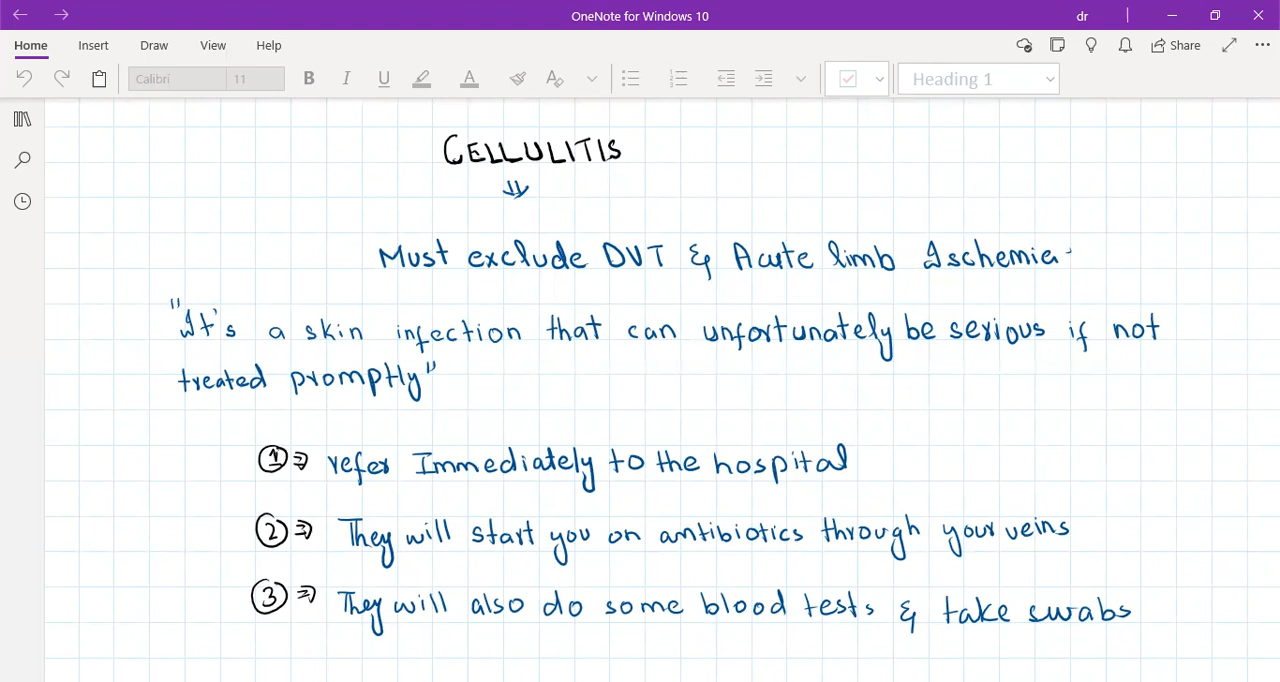 OneNote for Windows 10
dr
Home Insert Draw View Help
Share
Calibri 11 B I U A A Heading 1
CELLULITIS
Must exclude DVT & Acute limb Ischemia.
"It's a skin infection that can unfortunately be serious if not
treated promptly"
① ⇒ refer Immediately to the hospital
② ⇒ They will start you on antibiotics through your veins
③ ⇒ They will also do some blood tests & take swabs